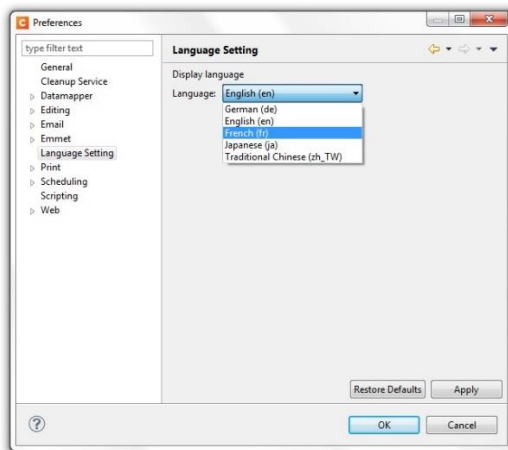 Preferences
type filter text
General
Cleanup Service
Datamapper
Editing
Email
Emmet
Language Setting
Print
Scheduling
Scripting
Web
Language Setting
Display language
Language: English (en)
German (de)
English (en)
French (fr)
Japanese (ja)
Traditional Chinese (zh_TW)
Restore Defaults
Apply
OK
Cancel